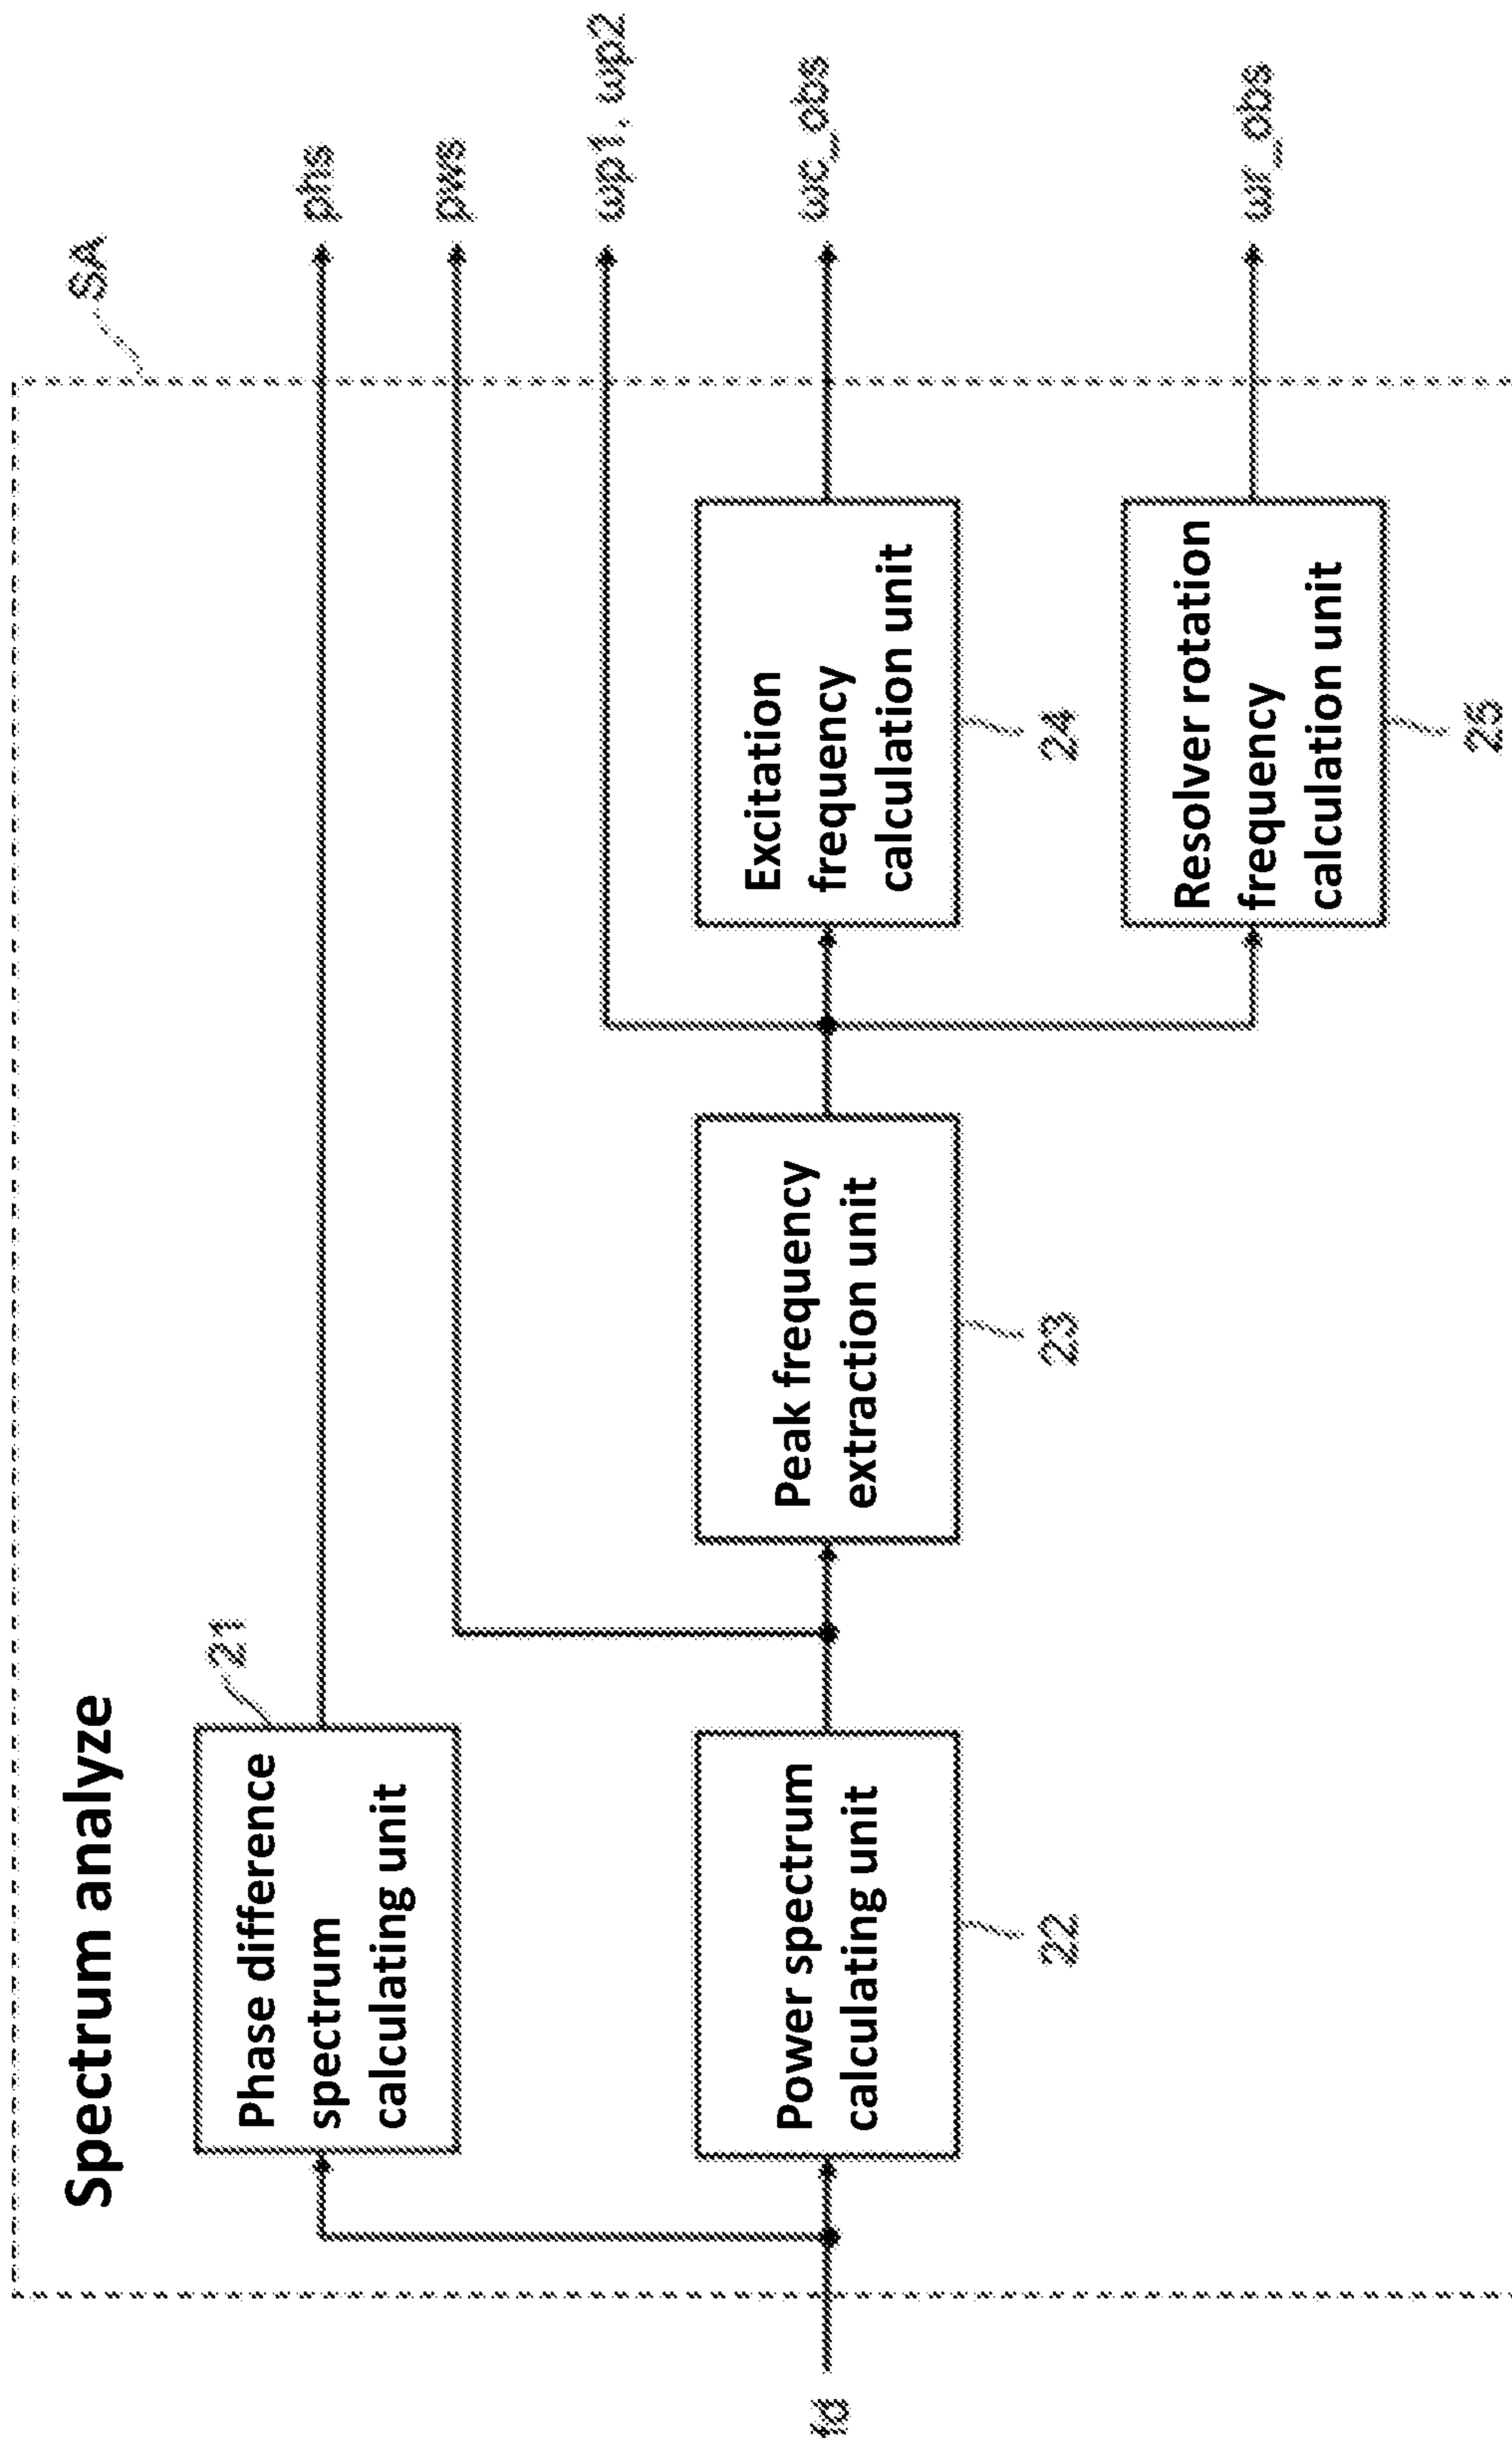 Spectrum analyze
SA
fd
Phase difference
spectrum
calculating unit
21
phs
pws
Power spectrum
calculating unit
22
Peak frequency
extraction unit
23
wp1, wp2
Excitation
frequency
calculation unit
24
wc_obs
Resolver rotation
frequency
calculation unit
25
wr_obs